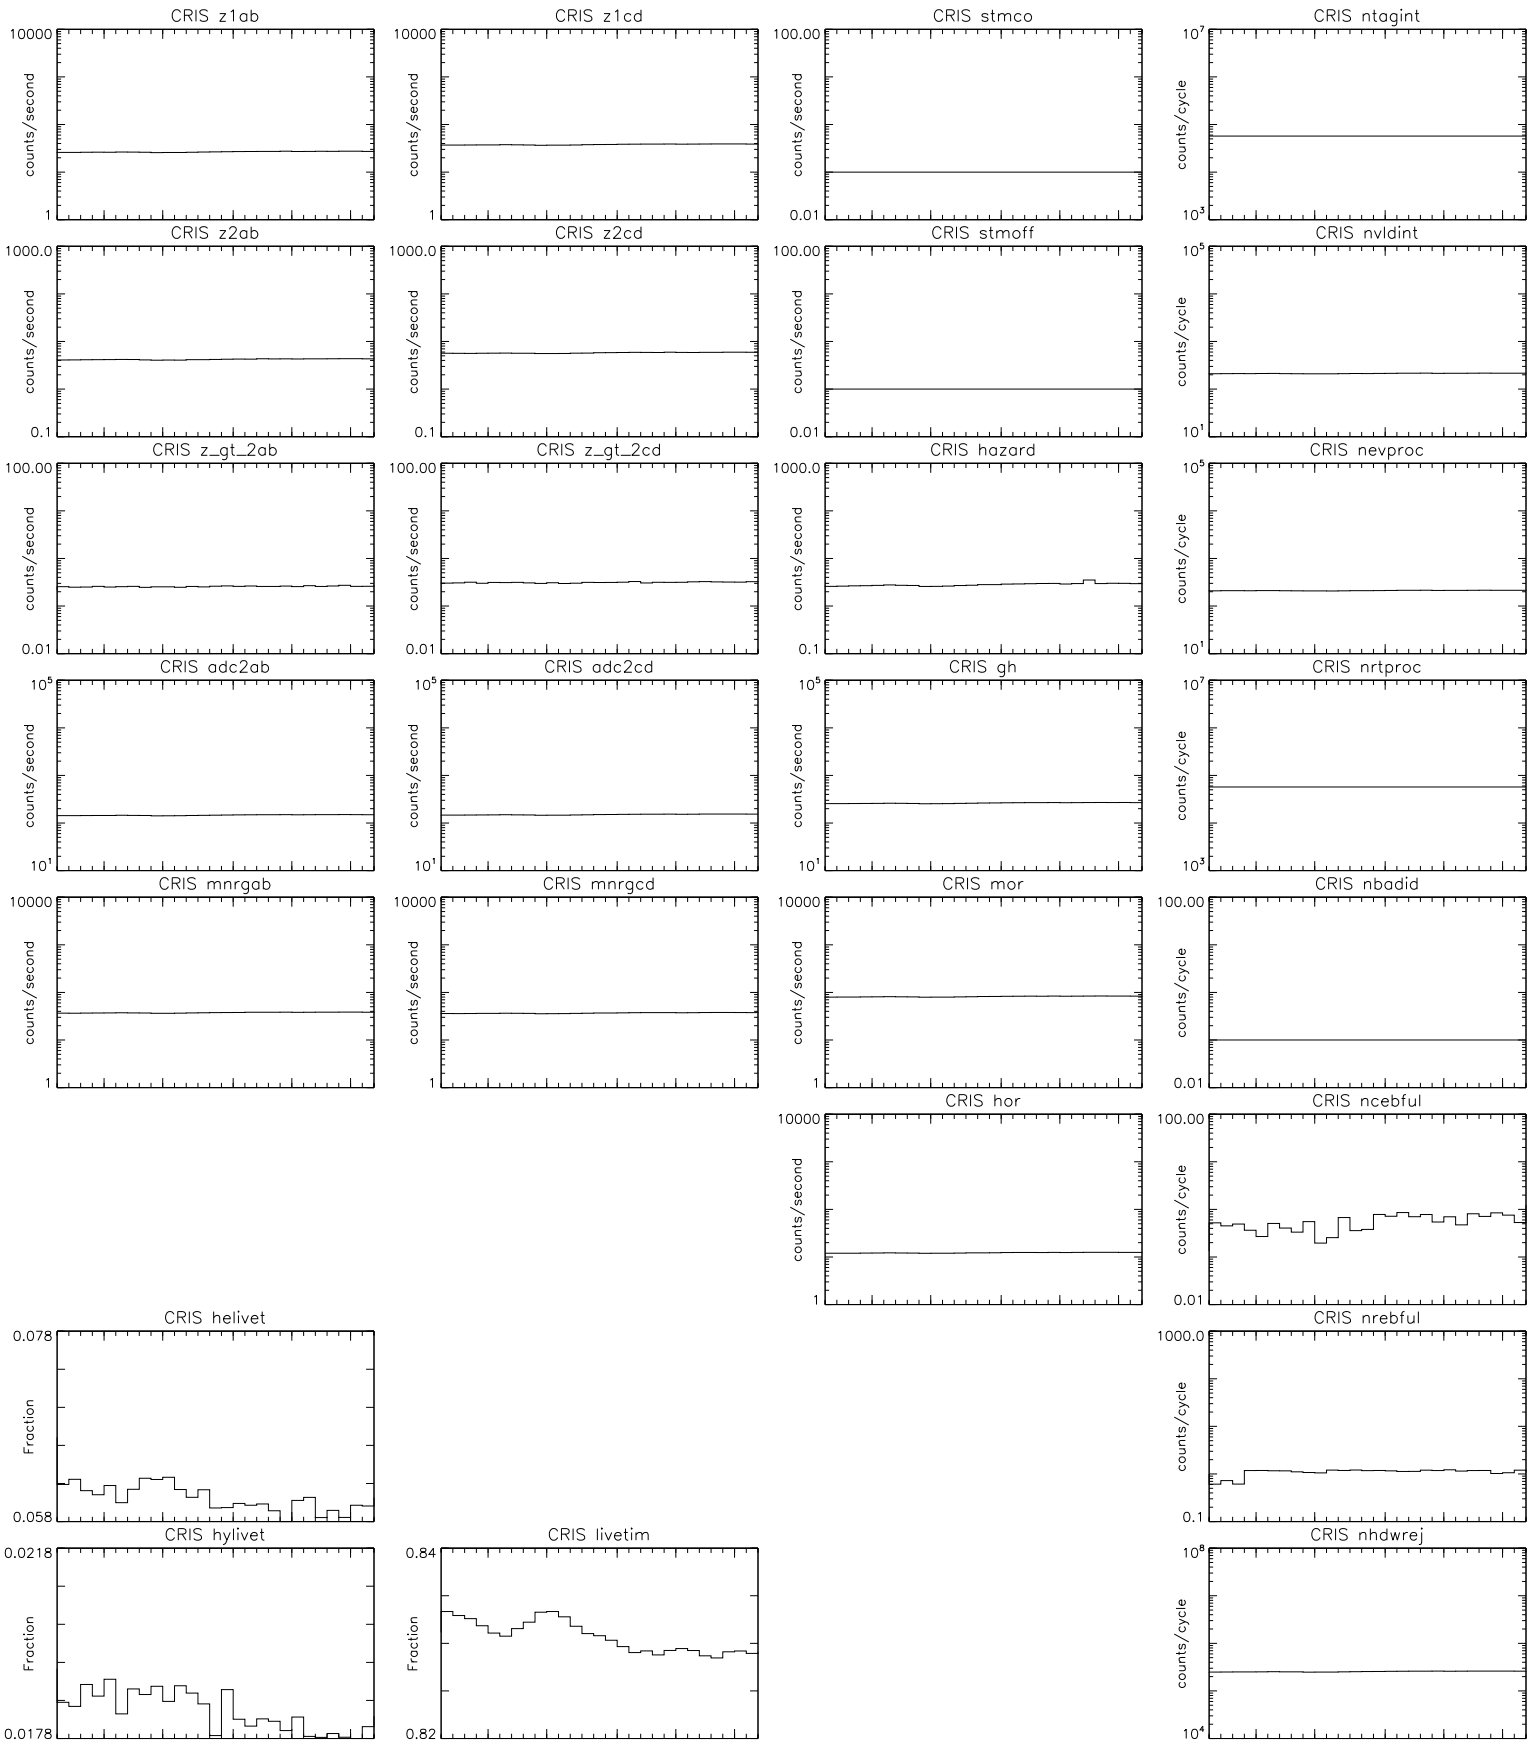 CRIS z1ab
10000
counts/second
1
CRIS z1cd
10000
counts/second
1
CRIS stmco
100.00
counts/second
0.01
CRIS ntagint
10⁷
counts/cycle
10³
CRIS z2ab
1000.0
counts/second
0.1
CRIS z2cd
1000.0
counts/second
0.1
CRIS stmoff
100.00
counts/second
0.01
CRIS nvldint
10⁵
counts/cycle
10¹
CRIS z_gt_2ab
100.00
counts/second
0.01
CRIS z_gt_2cd
100.00
counts/second
0.01
CRIS hazard
1000.0
counts/second
0.1
CRIS nevproc
10⁵
counts/cycle
10¹
CRIS adc2ab
10⁵
counts/second
10¹
CRIS adc2cd
10⁵
counts/second
10¹
CRIS gh
10⁵
counts/second
10¹
CRIS nrtproc
10⁷
counts/cycle
10³
CRIS mnrgab
10000
counts/second
1
CRIS mnrgcd
10000
counts/second
1
CRIS mor
10000
counts/second
1
CRIS nbadid
100.00
counts/cycle
0.01
CRIS hor
10000
counts/second
1
CRIS ncebful
100.00
counts/cycle
0.01
CRIS helivet
0.078
Fraction
0.058
CRIS nrebful
1000.0
counts/cycle
0.1
CRIS hylivet
0.0218
Fraction
0.0178
CRIS livetim
0.84
Fraction
0.82
CRIS nhdwrej
10⁸
counts/cycle
10⁴